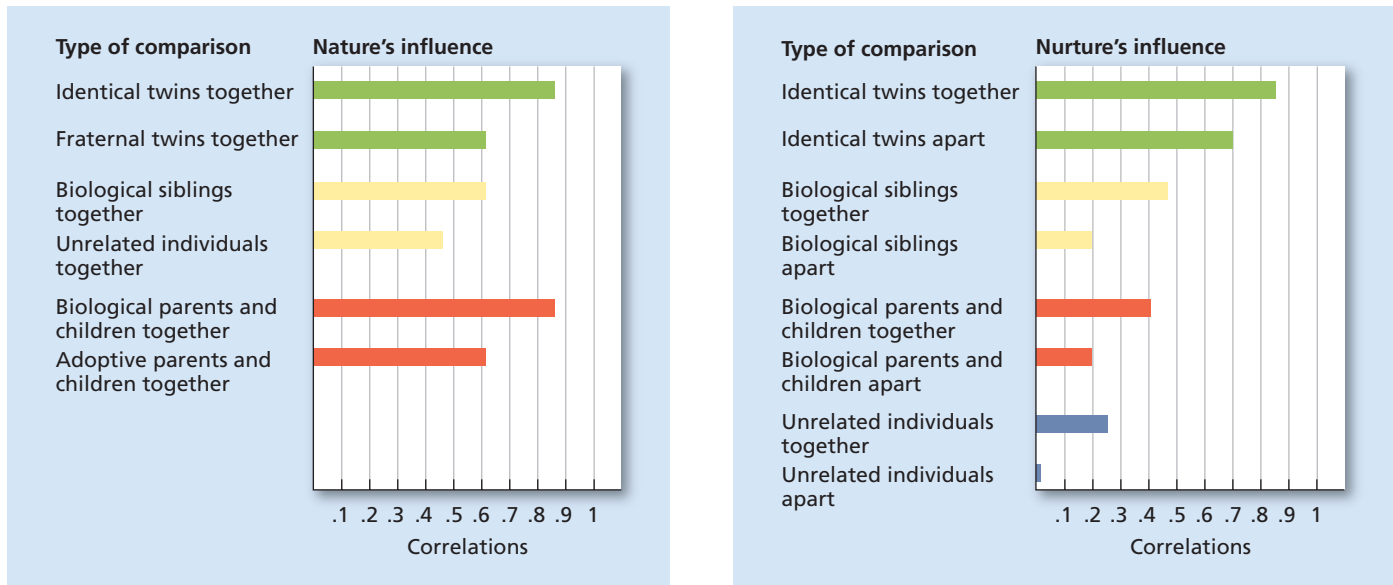 Type of comparison
Nature's influence
Identical twins together
Fraternal twins together
Biological siblings
together
Unrelated individuals
together
Biological parents and
children together
Adoptive parents and
children together
.1 .2 .3 .4 .5 .6 .7 .8 .9 1
Correlations
Type of comparison
Nurture's influence
Identical twins together
Identical twins apart
Biological siblings
together
Biological siblings
apart
Biological parents and
children together
Biological parents and
children apart
Unrelated individuals
together
Unrelated individuals
apart
.1 .2 .3 .4 .5 .6 .7 .8 .9 1
Correlations